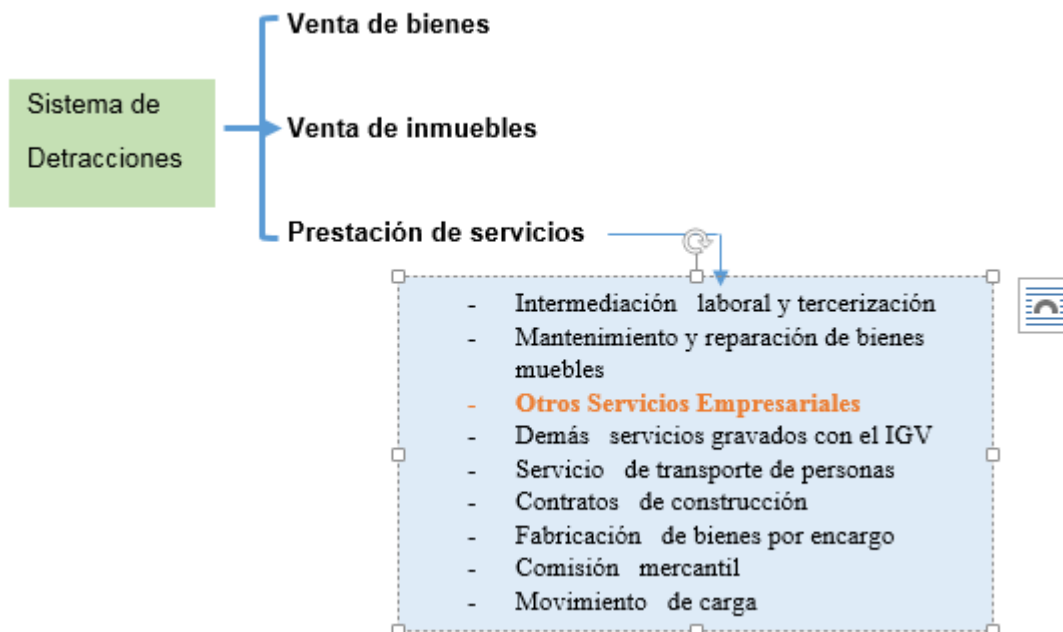 Venta de bienes
Sistema de
Detracciones
Venta de inmuebles
Prestación de servicios
- Intermediación laboral y tercerización
- Mantenimiento y reparación de bienes
muebles
- Otros Servicios Empresariales
- Demás servicios gravados con el IGV
- Servicio de transporte de personas
- Contratos de construcción
- Fabricación de bienes por encargo
- Comisión mercantil
- Movimiento de carga